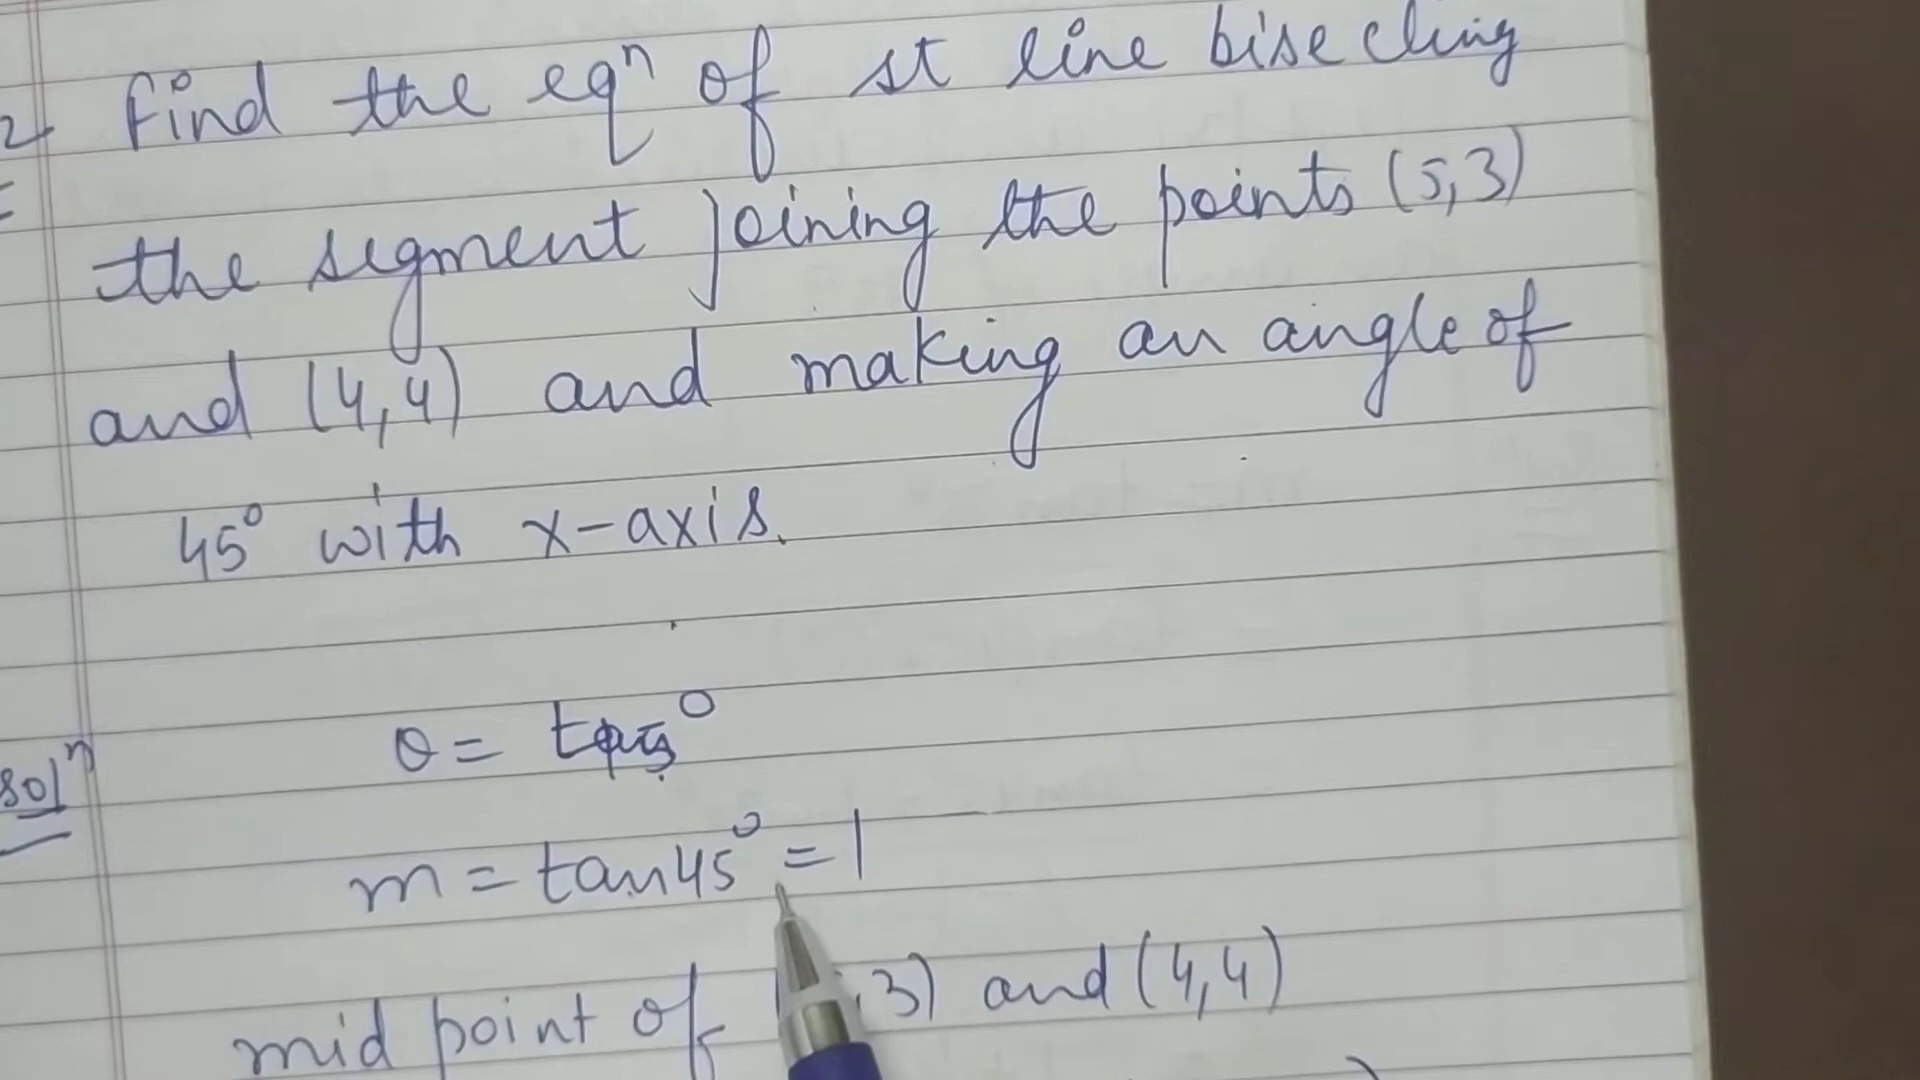 2 Find the eqⁿ of st line bisecting
the segment joining the points (5,3)
and (4,4) and making an angle of
45° with x-axis.
solⁿ θ =
m = tan45° = 1
mid point of , 3) and (4,4)